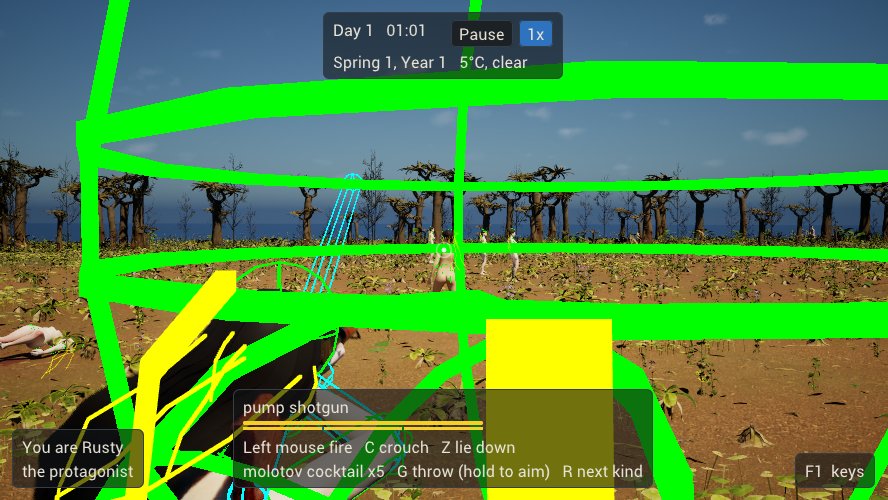 Day 1 01:01 Pause 1x
Spring 1, Year 1 5°C, clear
pump shotgun
Left mouse fire C crouch Z lie down
molotov cocktail x5 G throw (hold to aim) R next kind
You are Rusty
the protagonist
F1 keys